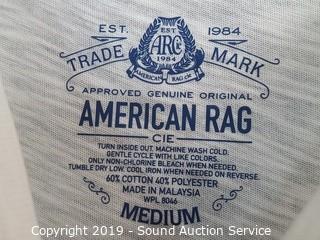 EST. 1984
TRADE MARK
EST
ARC
1984
AMERICAN RAG cie
APPROVED GENUINE ORIGINAL
AMERICAN RAG
CIE
TURN INSIDE OUT. MACHINE WASH COLD.
GENTLE CYCLE WITH LIKE COLORS.
ONLY NON-CHLORINE BLEACH WHEN NEEDED.
TUMBLE DRY LOW. COOL IRON WHEN NEEDED ON REVERSE.
60% COTTON 40% POLYESTER
MADE IN MALAYSIA
WPL 8046
MEDIUM
Copyright 2019 - Sound Auction Service